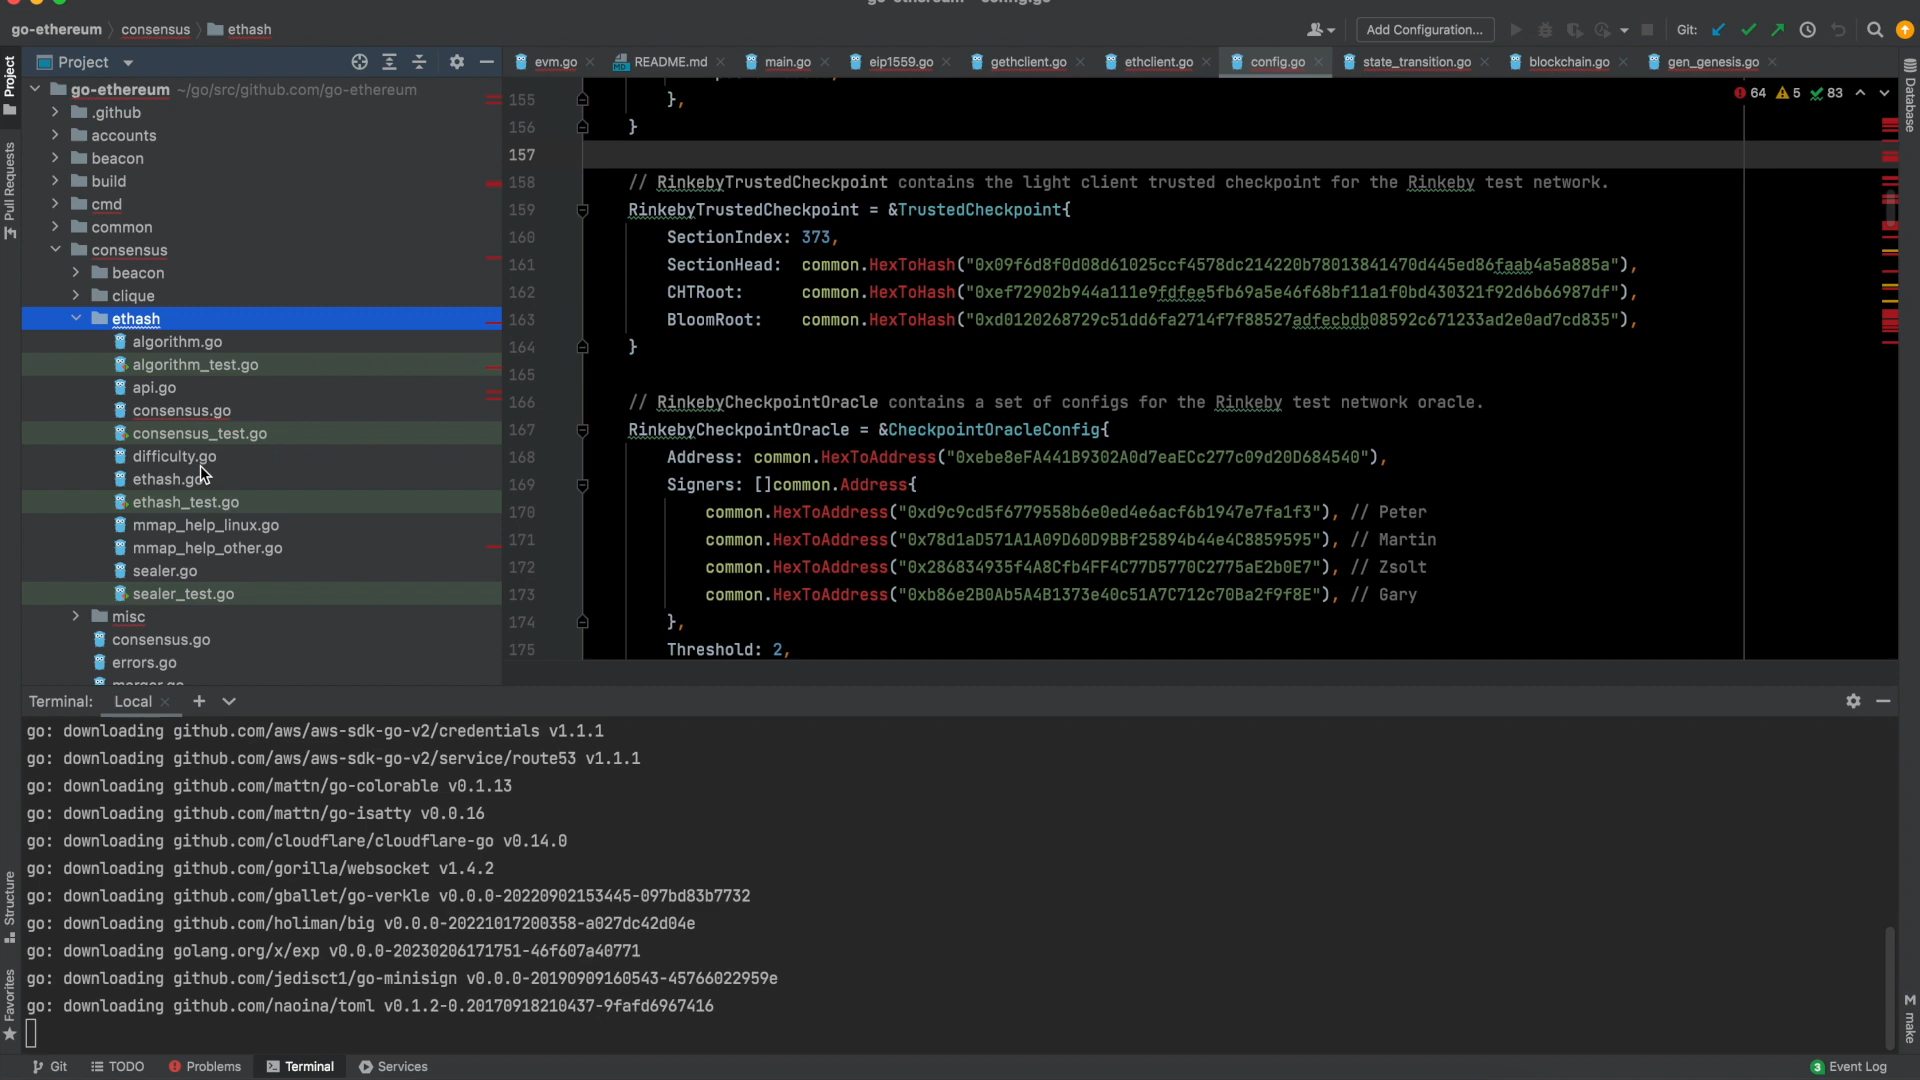 go-ethereum consensus ethash
Add Configuration...
Git:
Project
evm.go
README.md
main.go
eip1559.go
gethclient.go
ethclient.go
config.go
state_transition.go
blockchain.go
gen_genesis.go
64 5 83
Project
Pull Requests
Structure
Favorites
Database
make
go-ethereum ~/go/src/github.com/go-ethereum
.github
accounts
beacon
build
cmd
common
consensus
beacon
clique
ethash
algorithm.go
algorithm_test.go
api.go
consensus.go
consensus_test.go
difficulty.go
ethash.go
ethash_test.go
mmap_help_linux.go
mmap_help_other.go
sealer.go
sealer_test.go
misc
consensus.go
errors.go
155 },
156 }
157
158 // RinkebyTrustedCheckpoint contains the light client trusted checkpoint for the Rinkeby test network.
159 RinkebyTrustedCheckpoint = &TrustedCheckpoint{
160 SectionIndex: 373,
161 SectionHead: common.HexToHash("0x09f6d8f0d08d61025ccf4578dc214220b78013841470d445ed86faab4a5a885a"),
162 CHTRoot: common.HexToHash("0xef72902b944a111e9fdfee5fb69a5e46f68bf11a1f0bd430321f92d6b66987df"),
163 BloomRoot: common.HexToHash("0xd0120268729c51dd6fa2714f7f88527adfecbdb08592c671233ad2e0ad7cd835"),
164 }
165
166 // RinkebyCheckpointOracle contains a set of configs for the Rinkeby test network oracle.
167 RinkebyCheckpointOracle = &CheckpointOracleConfig{
168 Address: common.HexToAddress("0xebe8eFA441B9302A0d7eaECc277c09d20D684540"),
169 Signers: []common.Address{
170 common.HexToAddress("0xd9c9cd5f6779558b6e0ed4e6acf6b1947e7fa1f3"), // Peter
171 common.HexToAddress("0x78d1aD571A1A09D60D9BBf25894b44e4C8859595"), // Martin
172 common.HexToAddress("0x286834935f4A8Cfb4FF4C77D5770C2775aE2b0E7"), // Zsolt
173 common.HexToAddress("0xb86e2B0Ab5A4B1373e40c51A7C712c70Ba2f9f8E"), // Gary
174 },
175 Threshold: 2,
Terminal: Local
go: downloading github.com/aws/aws-sdk-go-v2/credentials v1.1.1
go: downloading github.com/aws/aws-sdk-go-v2/service/route53 v1.1.1
go: downloading github.com/mattn/go-colorable v0.1.13
go: downloading github.com/mattn/go-isatty v0.0.16
go: downloading github.com/cloudflare/cloudflare-go v0.14.0
go: downloading github.com/gorilla/websocket v1.4.2
go: downloading github.com/gballet/go-verkle v0.0.0-20220902153445-097bd83b7732
go: downloading github.com/holiman/big v0.0.0-20221017200358-a027dc42d04e
go: downloading golang.org/x/exp v0.0.0-20230206171751-46f607a40771
go: downloading github.com/jedisct1/go-minisign v0.0.0-20190909160543-45766022959e
go: downloading github.com/naoina/toml v0.1.2-0.20170918210437-9fafd6967416
Git TODO Problems Terminal Services
3 Event Log